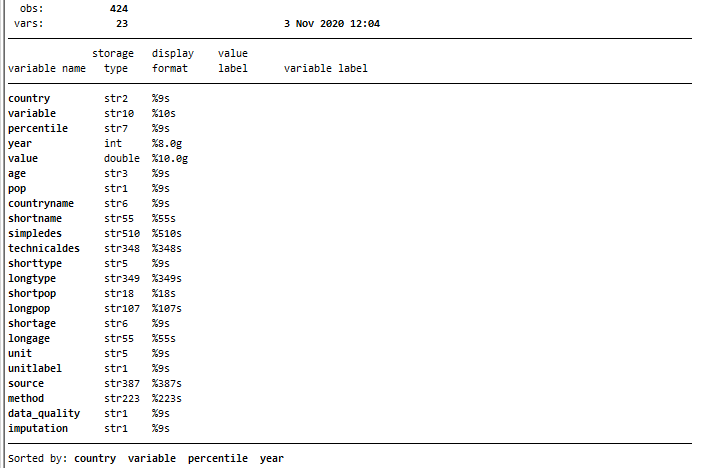 obs:           424
vars:            23                          3 Nov 2020 12:04
              storage   display    value
variable name   type    format     label      variable label
country         str2    %9s
variable        str10   %10s
percentile      str7    %9s
year            int     %8.0g
value           double  %10.0g
age             str3    %9s
pop             str1    %9s
countryname     str6    %9s
shortname       str55   %55s
simpledes       str510  %510s
technicaldes    str348  %348s
shorttype       str5    %9s
longtype        str349  %349s
shortpop        str18   %18s
longpop         str107  %107s
shortage        str6    %9s
longage         str55   %55s
unit            str5    %9s
unitlabel       str1    %9s
source          str387  %387s
method          str223  %223s
data_quality    str1    %9s
imputation      str1    %9s
Sorted by: country  variable  percentile  year